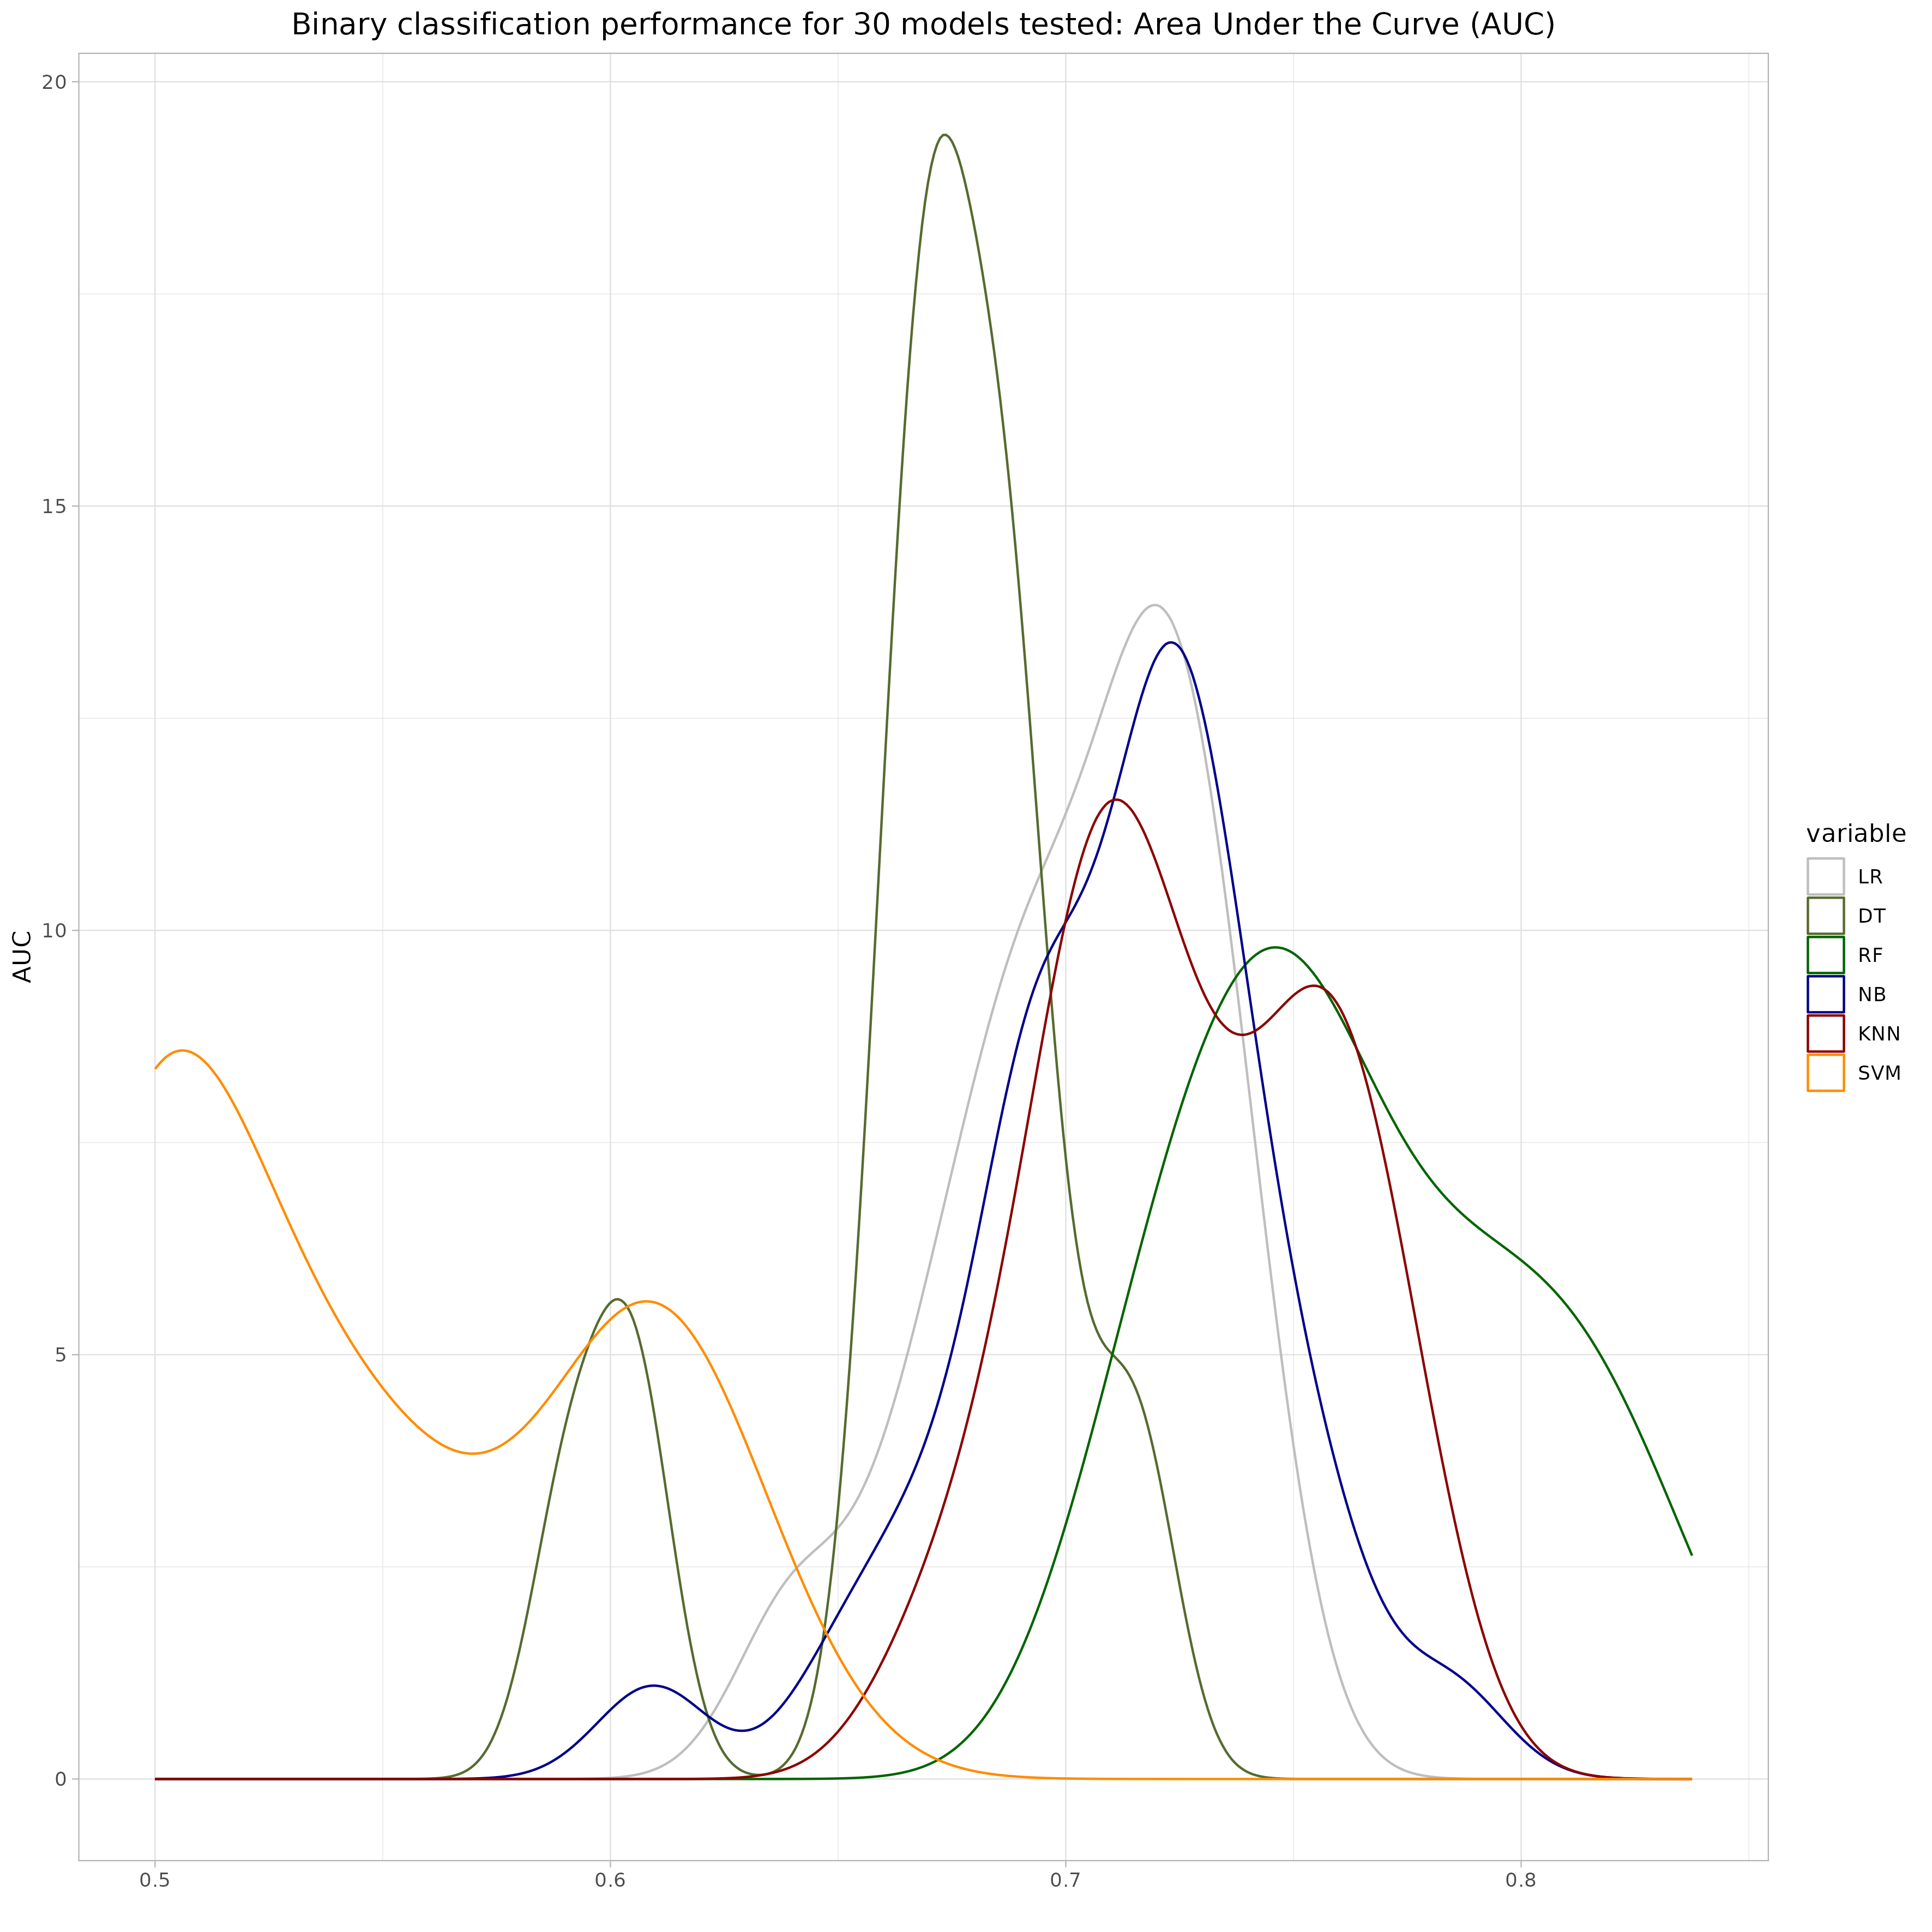 Binary classification performance for 30 models tested: Area Under the Curve (AUC)
20
15
10
5
0
AUC
0.5 0.6 0.7 0.8
variable
LR
DT
RF
NB
KNN
SVM